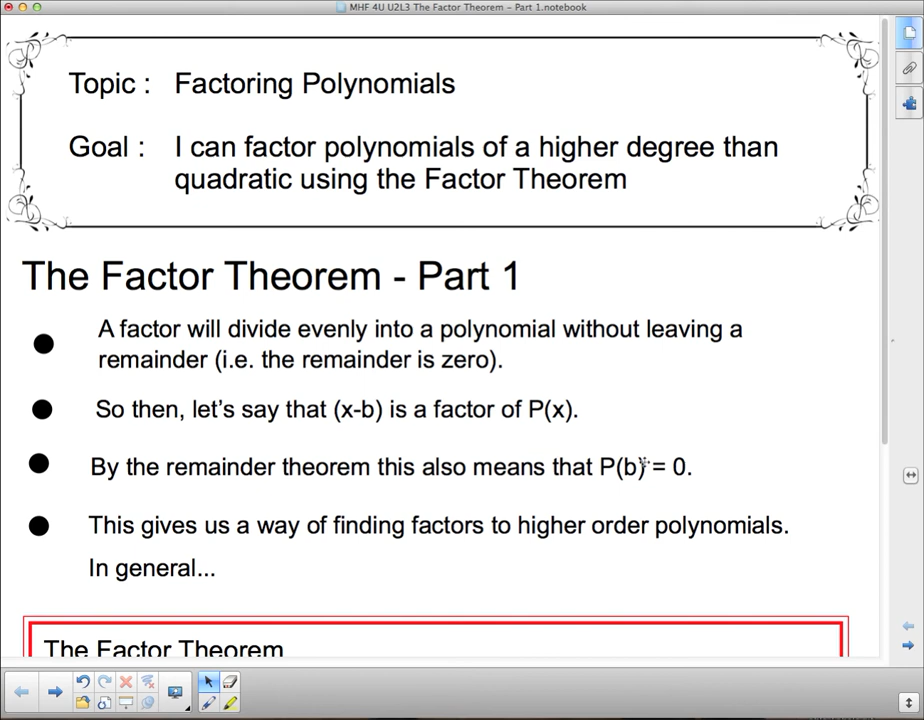 MHF 4U U2L3 The Factor Theorem – Part 1.notebook
Topic : Factoring Polynomials
Goal : I can factor polynomials of a higher degree than
quadratic using the Factor Theorem
The Factor Theorem - Part 1
A factor will divide evenly into a polynomial without leaving a
remainder (i.e. the remainder is zero).
So then, let's say that (x-b) is a factor of P(x).
By the remainder theorem this also means that P(b) = 0.
This gives us a way of finding factors to higher order polynomials.
In general...
The Factor Theorem